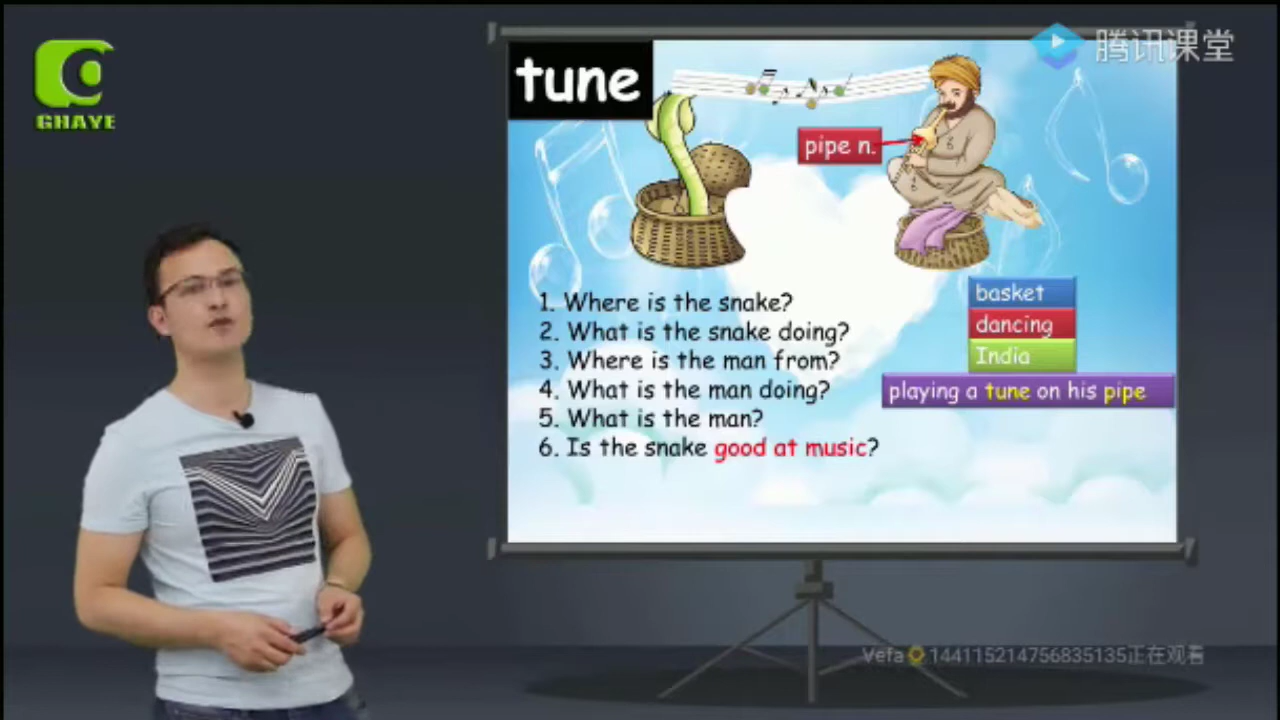 GHAYE
腾讯课堂
tune
pipe n.
1. Where is the snake?
basket
2. What is the snake doing?
dancing
3. Where is the man from?
India
4. What is the man doing?
playing a tune on his pipe
5. What is the man?
6. Is the snake good at music?
Vefa 144115214756835135正在观看